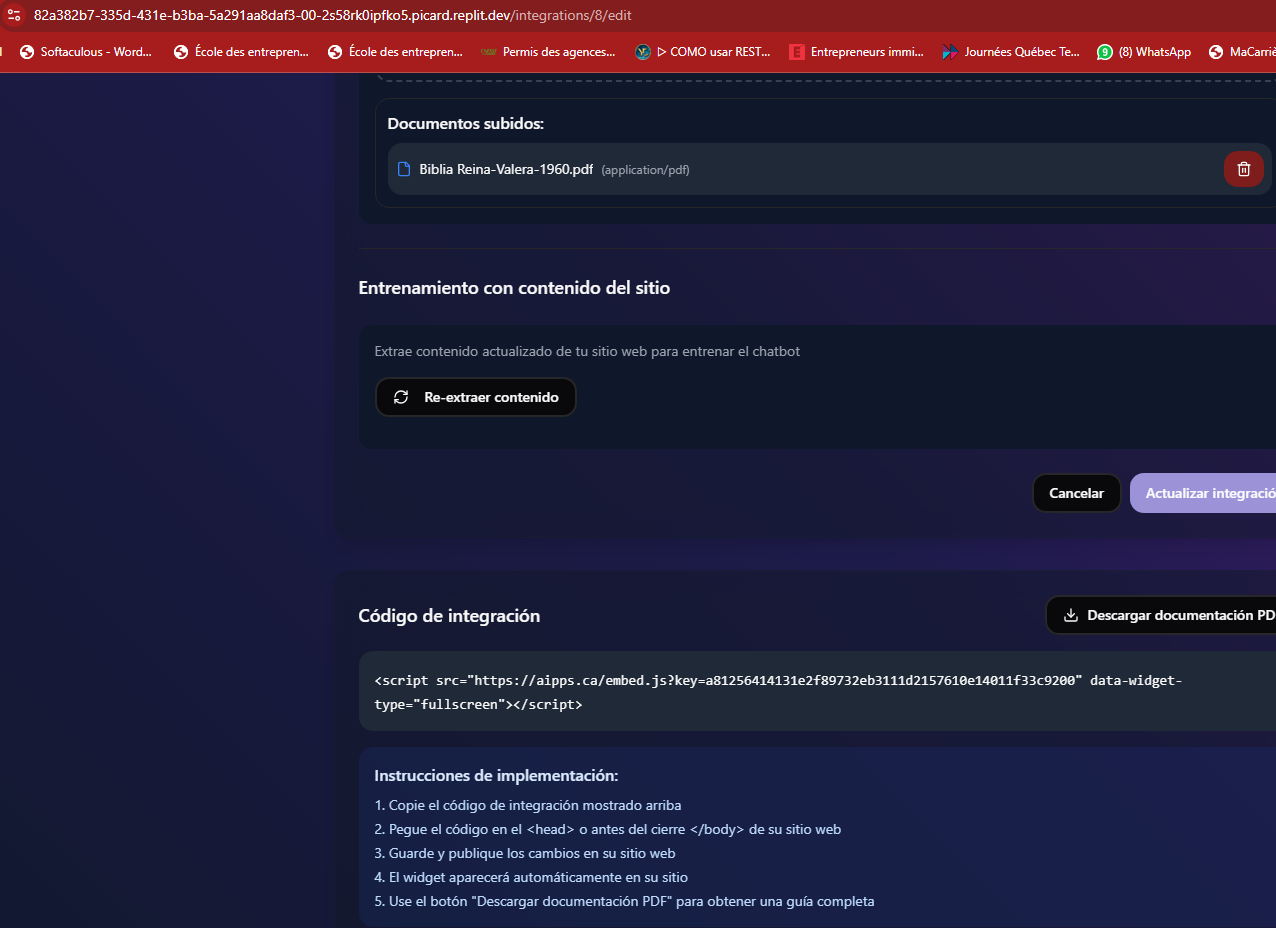 82a382b7-335d-431e-b3ba-5a291aa8daf3-00-2s58rk0ipfko5.picard.replit.dev/integrations/8/edit
Softaculous - Word... École des entrepren... École des entrepren... Permis des agences... ▷ COMO usar REST... E Entrepreneurs immi... Journées Québec Te... 9 (8) WhatsApp MaCarriè
Documentos subidos:
Biblia Reina-Valera-1960.pdf (application/pdf)
Entrenamiento con contenido del sitio
Extrae contenido actualizado de tu sitio web para entrenar el chatbot
Re-extraer contenido
Cancelar Actualizar integració
Código de integración Descargar documentación PD
<script src="https://aipps.ca/embed.js?key=a81256414131e2f89732eb3111d2157610e14011f33c9200" data-widget-
type="fullscreen"></script>
Instrucciones de implementación:
1. Copie el código de integración mostrado arriba
2. Pegue el código en el <head> o antes del cierre </body> de su sitio web
3. Guarde y publique los cambios en su sitio web
4. El widget aparecerá automáticamente en su sitio
5. Use el botón "Descargar documentación PDF" para obtener una guía completa